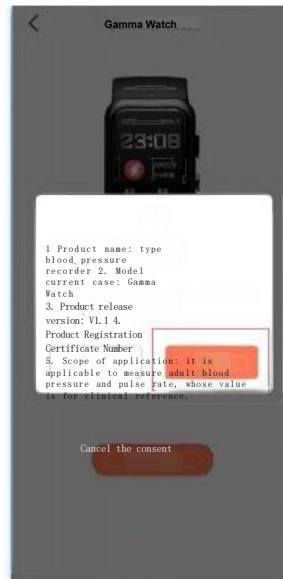 Gamma Watch
23:08
1 Product name: type
blood pressure
recorder 2. Model
current case: Gamma
Watch
3. Product release
version: V1.1 4.
Product Registration
Certificate Number
5. Scope of application: it is
applicable to measure adult blood
pressure and pulse rate, whose value
is for clinical reference.
Cancel the consent